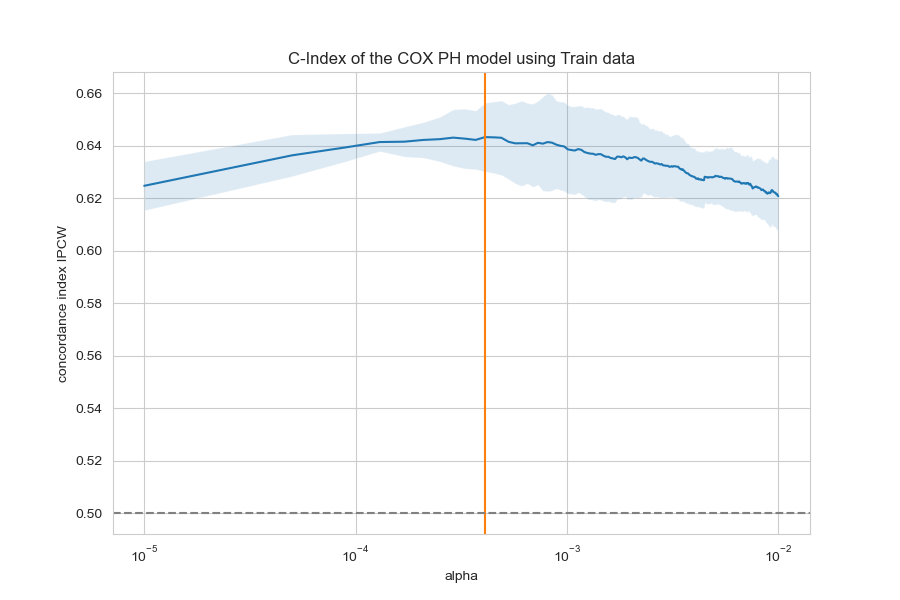 C-Index of the COX PH model using Train data
concordance index IPCW
0.66
0.64
0.62
0.60
0.58
0.56
0.54
0.52
0.50
10⁻⁵ 10⁻⁴ 10⁻³ 10⁻²
alpha